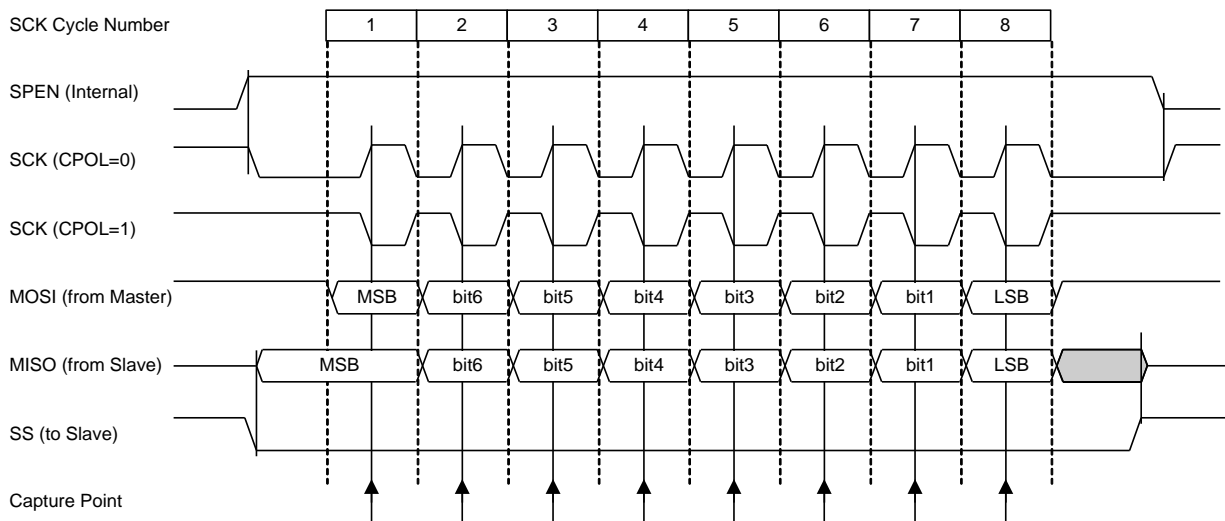 SCK Cycle Number 1 2 3 4 5 6 7 8
SPEN (Internal)
SCK (CPOL=0)
SCK (CPOL=1)
MOSI (from Master) MSB bit6 bit5 bit4 bit3 bit2 bit1 LSB
MISO (from Slave) MSB bit6 bit5 bit4 bit3 bit2 bit1 LSB
SS (to Slave)
Capture Point